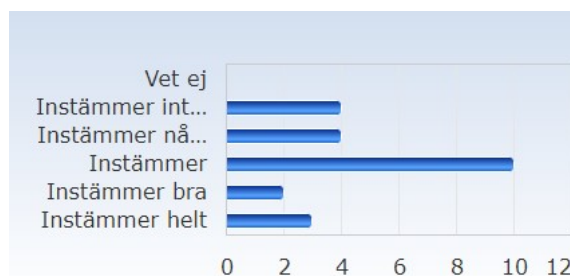 Vet ej
Instämmer int...
Instämmer nå...
Instämmer
Instämmer bra
Instämmer helt
0 2 4 6 8 10 12